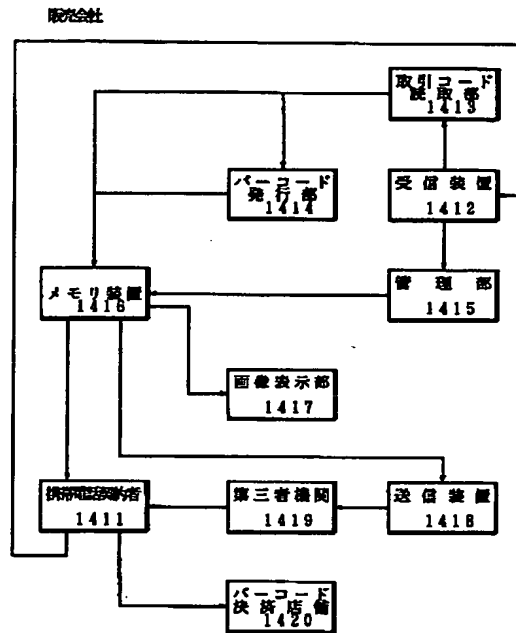 販売会社
取引コード
読取部
1413
バーコード
発行部
1414
受信装置
1412
メモリ装置
1416
管理部
1415
画像表示部
1417
携帯電話契約者
1411
第三者機関
1419
送信装置
1418
バーコード
決済店舗
1420